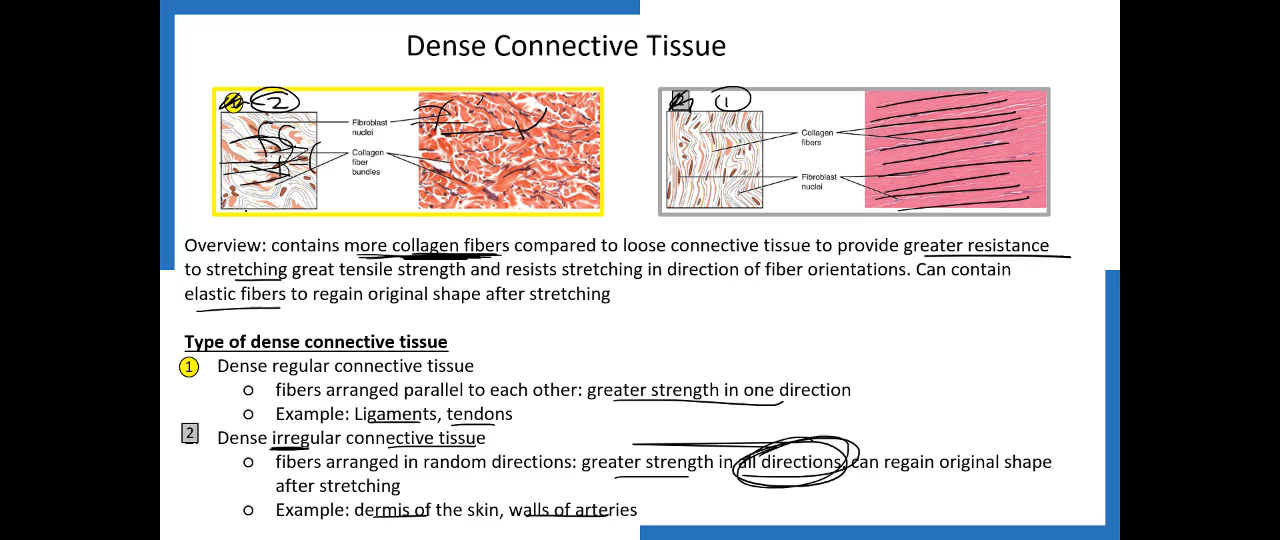 Dense Connective Tissue
2
1
Fibroblast
nuclei
Collagen
fiber
bundles
Collagen
fibers
Fibroblast
nuclei
Overview: contains more collagen fibers compared to loose connective tissue to provide greater resistance
to stretching great tensile strength and resists stretching in direction of fiber orientations. Can contain
elastic fibers to regain original shape after stretching
Type of dense connective tissue
1 Dense regular connective tissue
o fibers arranged parallel to each other: greater strength in one direction
o Example: Ligaments, tendons
2 Dense irregular connective tissue
o fibers arranged in random directions: greater strength in all directions, can regain original shape
after stretching
o Example: dermis of the skin, walls of arteries